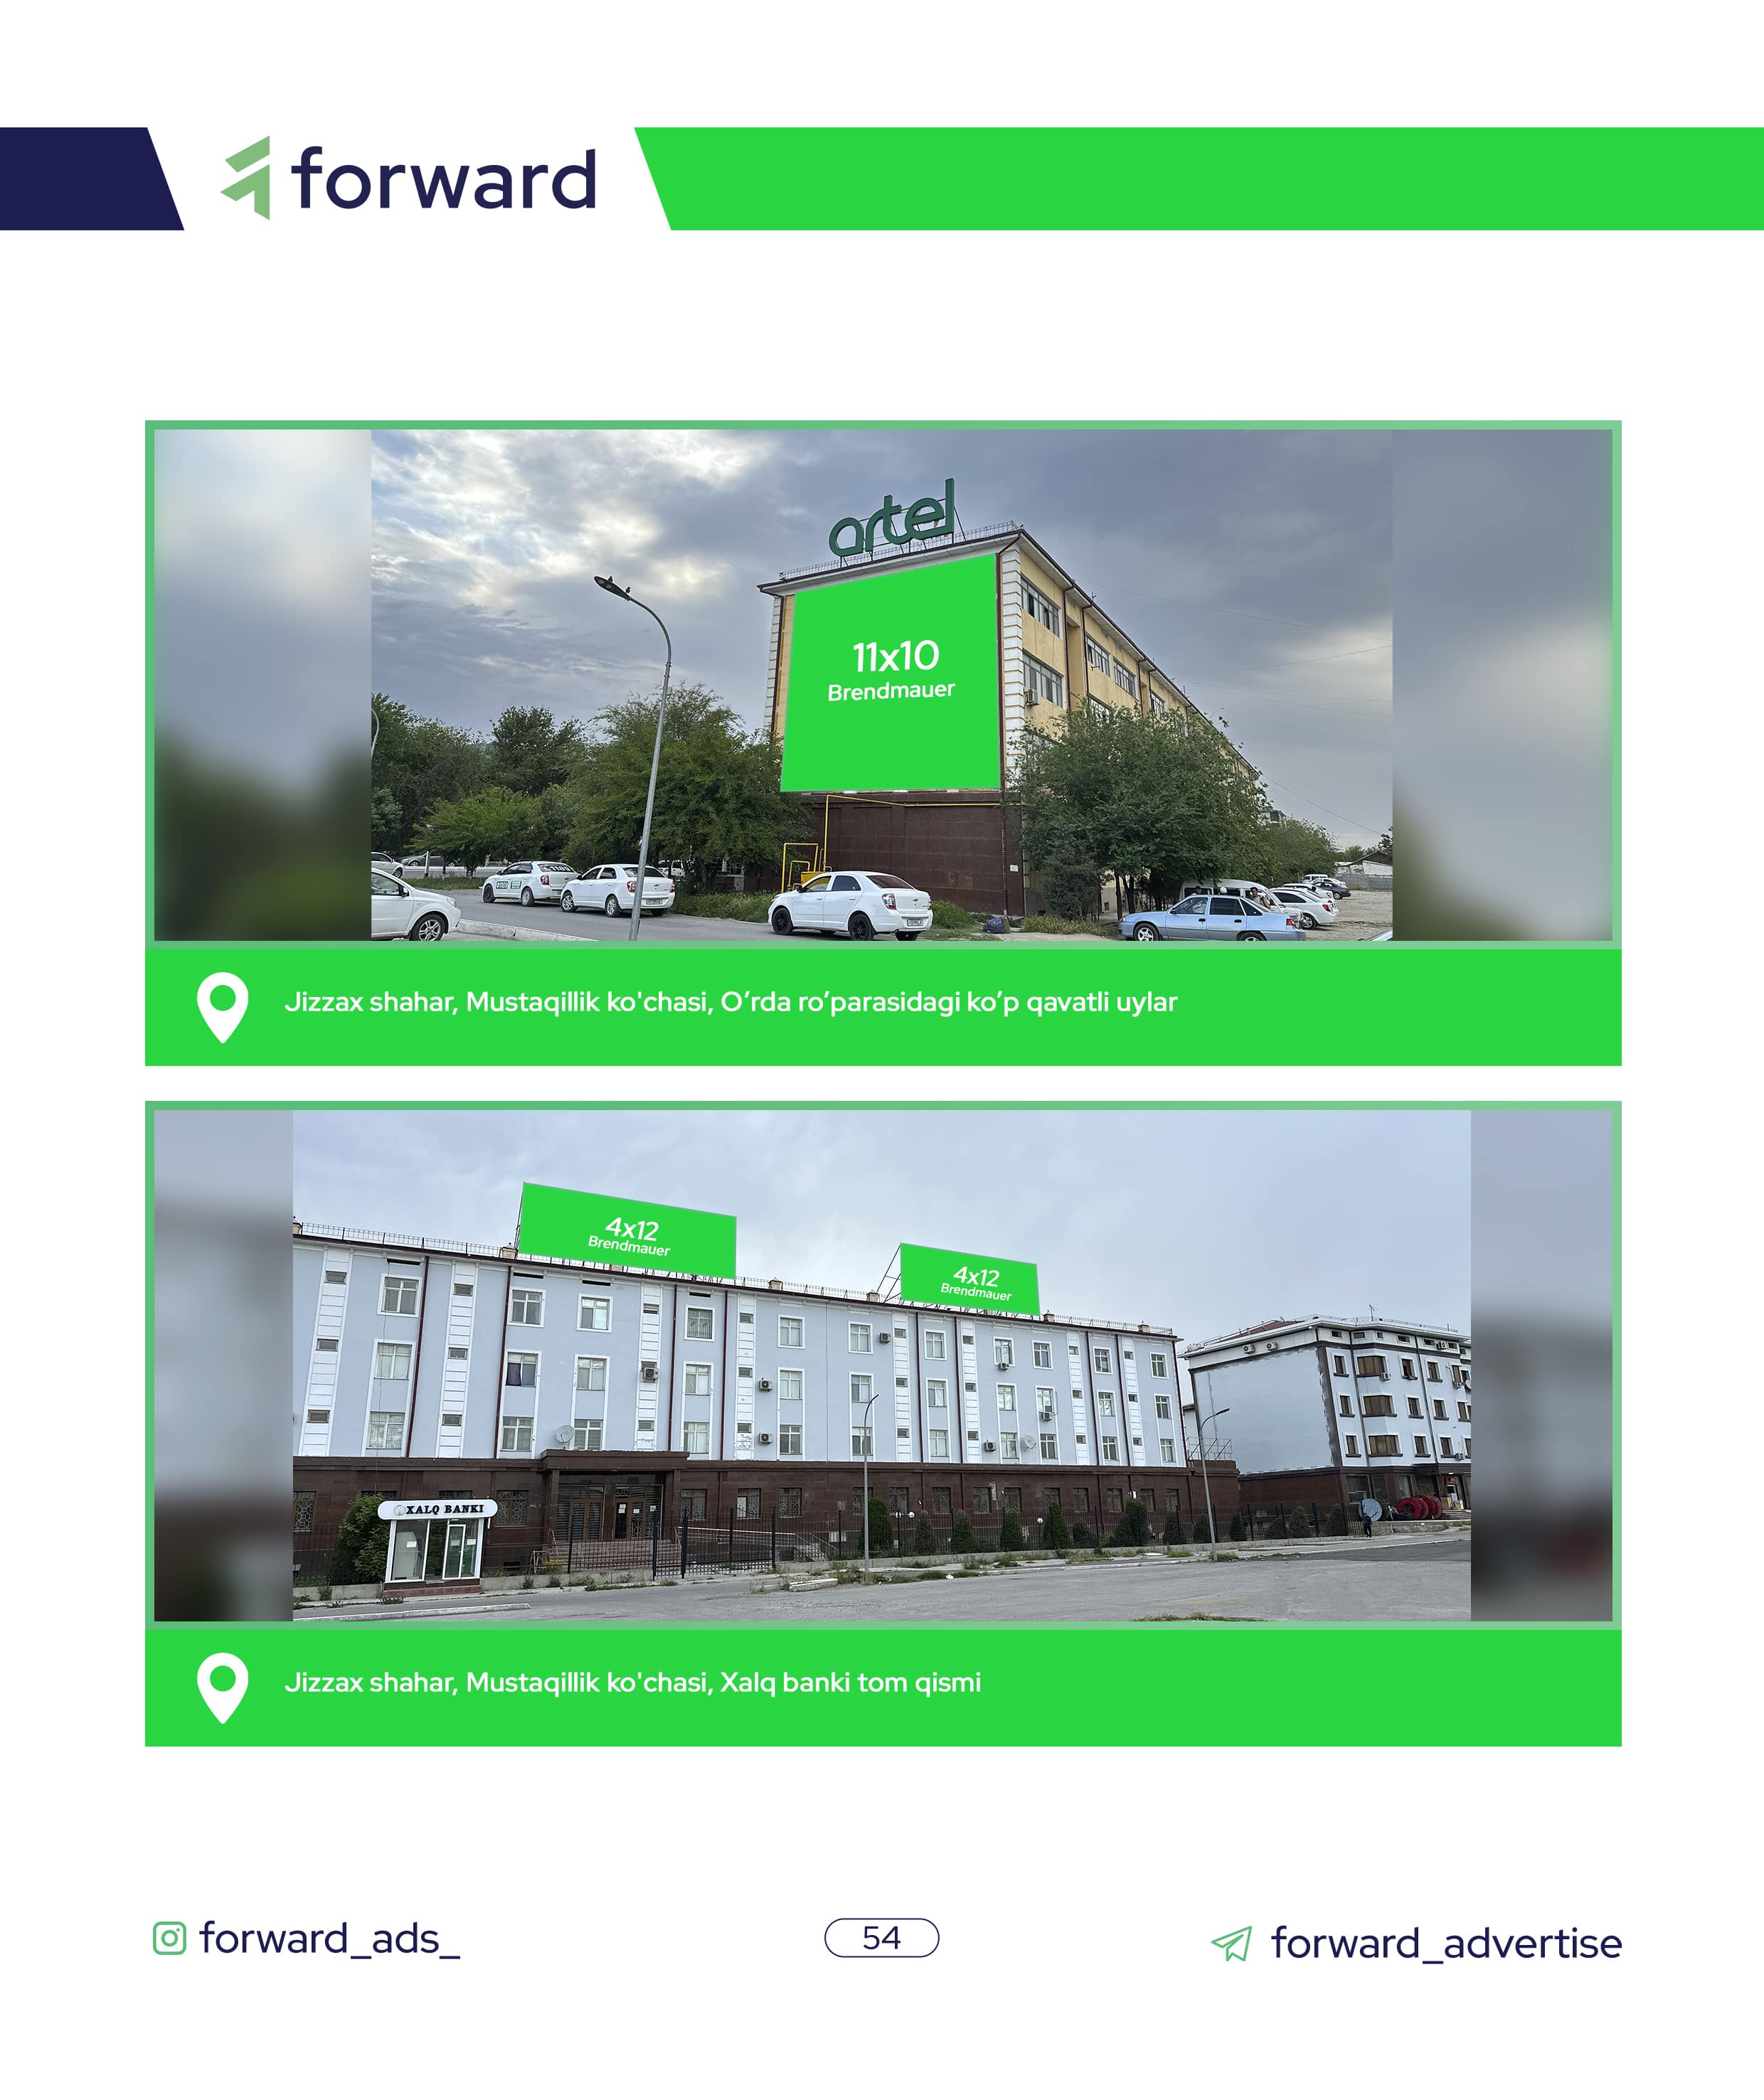 forward
artel
11x10
Brendmauer
Jizzax shahar, Mustaqillik ko'chasi, O’rda ro’parasidagi ko’p qavatli uylar
4x12
Brendmauer
4x12
Brendmauer
XALQ BANKI
Jizzax shahar, Mustaqillik ko'chasi, Xalq banki tom qismi
forward_ads_
54
forward_advertise